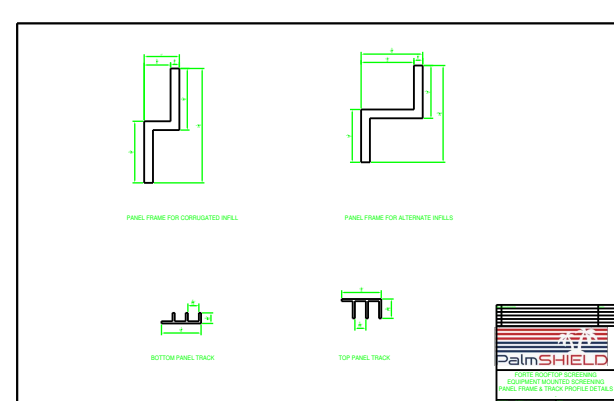 PANEL FRAME FOR CORRUGATED INFILL
PANEL FRAME FOR ALTERNATE INFILLS
BOTTOM PANEL TRACK
TOP PANEL TRACK
PalmSHIELD
FORTE ROOFTOP SCREENING
EQUIPMENT MOUNTED SCREENING
PANEL FRAME & TRACK PROFILE DETAILS